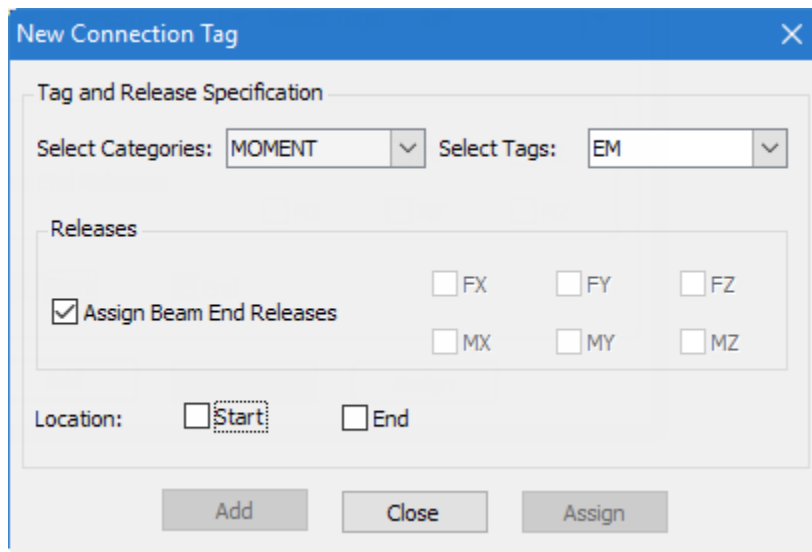 New Connection Tag
Tag and Release Specification
Select Categories: MOMENT Select Tags: EM
Releases
FX FY FZ
Assign Beam End Releases
MX MY MZ
Location: Start End
Add Close Assign